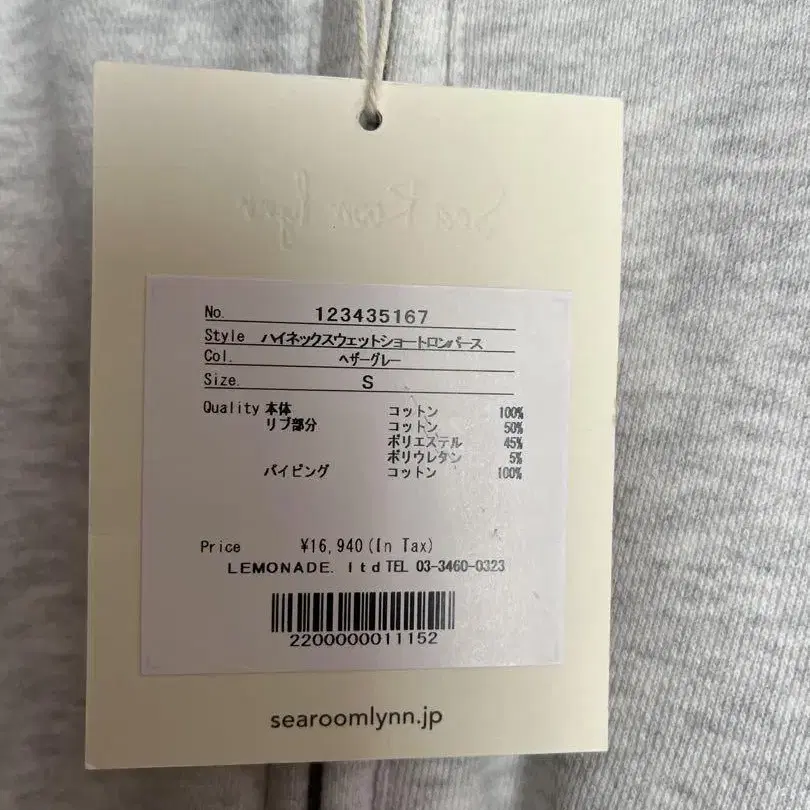 Sea Room lynn
No. 123435167
Style ハイネックスウェットショートロンパース
Col. ヘザーグレー
Size. S
Quality 本体 コットン 100%
リブ部分 コットン 50%
ポリエステル 45%
ポリウレタン 5%
パイピング コットン 100%
Price ¥16,940(In Tax)
LEMONADE. ltd TEL 03-3460-0323
2200000011152
searoomlynn.jp